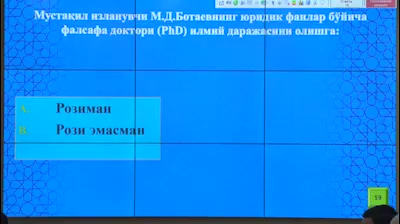 Мустақил изланувчи М.Д.Ботаевнинг юридик фанлар бўйича
фалсафа доктори (PhD) илмий даражасини олишга:
A. Розиман
B. Рози эмасман
59